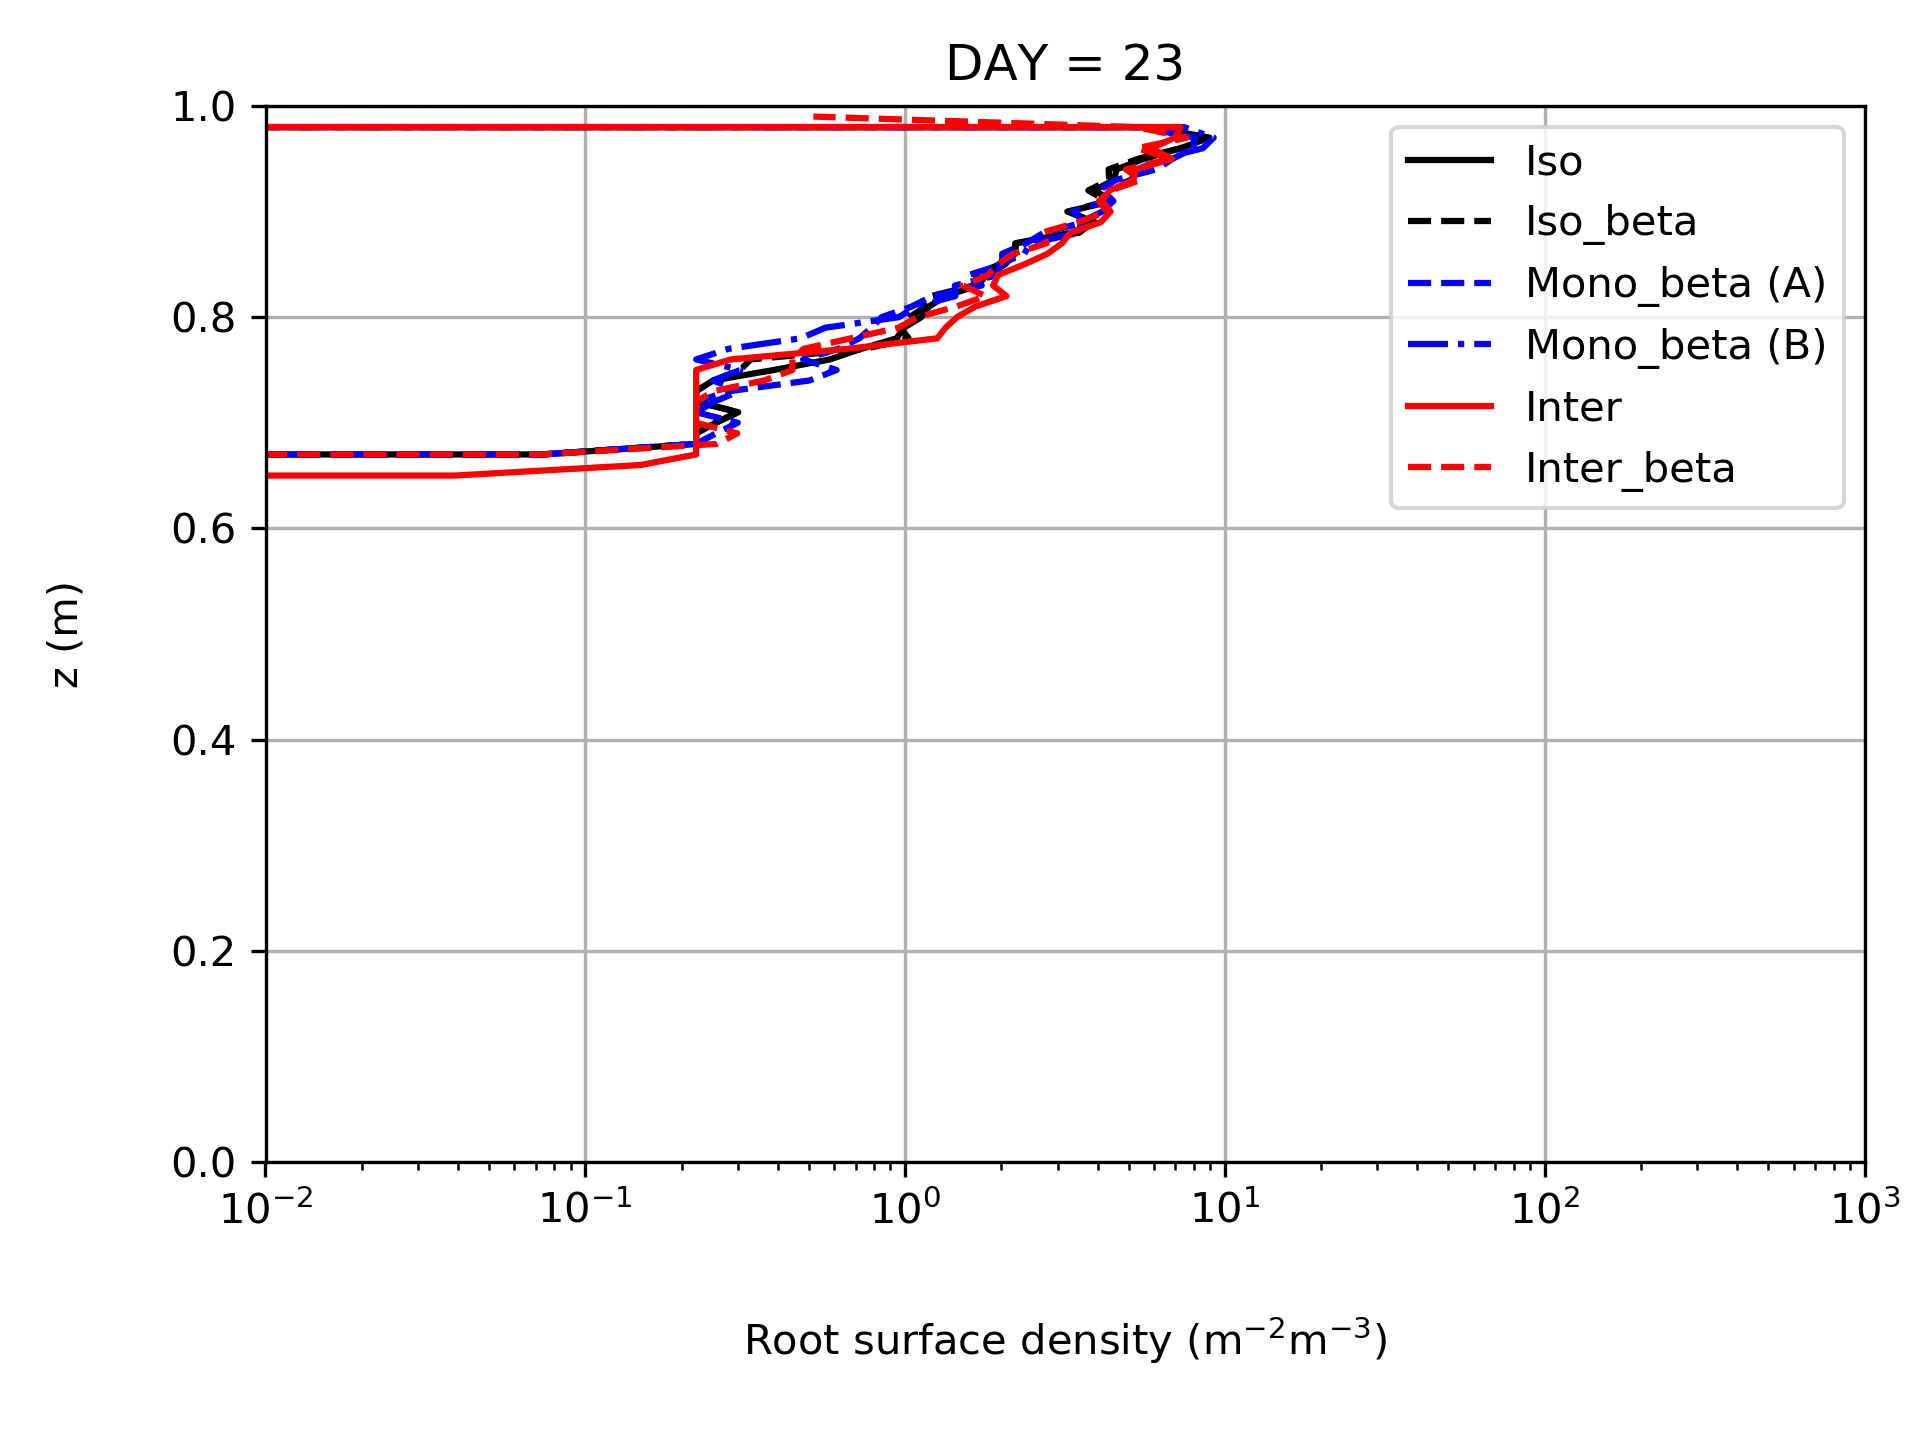 DAY = 23
1.0
0.8
0.6
0.4
0.2
0.0
z (m)
Iso
Iso_beta
Mono_beta (A)
Mono_beta (B)
Inter
Inter_beta
10⁻² 10⁻¹ 10⁰ 10¹ 10² 10³
Root surface density (m⁻²m⁻³)